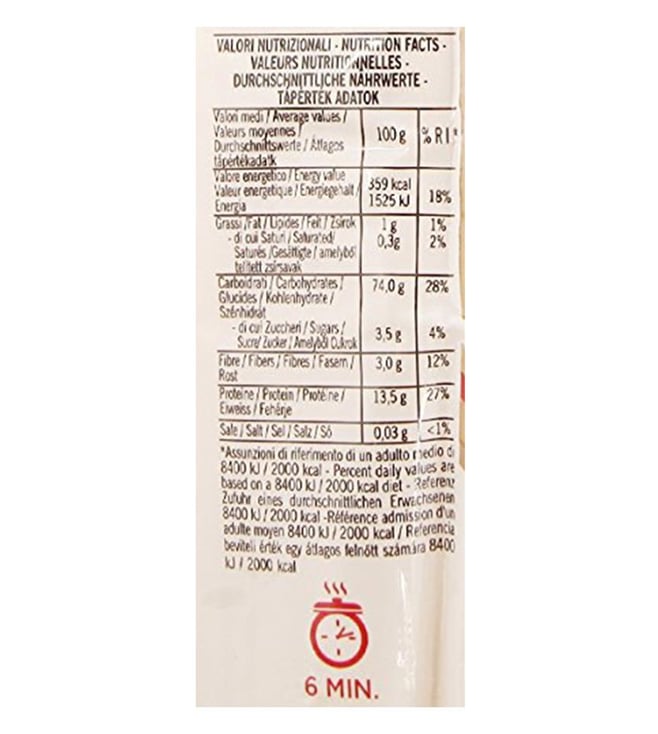 VALORI NUTRIZIONALI - NUTRITION FACTS -
VALEURS NUTRITIONNELLES -
DURCHSCHNITTLICHE NÄHRWERTE -
TÁPÉRTÉK ADATOK
Valori medi / Average values /
Valeurs moyennes /
Durchschnittswerte / Átlagos
tápértékadatk
100 g
% RI*
Valore energetico / Energy value
Valeur energetique / Energiegehalt /
Energia
359 kcal
1525 kJ
18%
Grassi / Fat / Lipides / Fett / Zsírok
1 g
1%
- di cui Saturi / Saturated/
Saturés /Gesättigte / amelyből
telített zsírsavak
0,3g
2%
Carboidrati / Carbohydrates /
Glucides / Kohlenhydrate /
Szénhidrát
74,0 g
28%
- di cui Zuccheri / Sugars /
Sucre/ Zucker / Amelyből Cukrok
3,5 g
4%
Fibre / Fibers / Fibres / Fasern /
Rost
3,0 g
12%
Proteine / Protein / Protéine /
Eiweiss / Fehérje
13,5 g
27%
Sale / Salt / Sel / Salz / Só
0,03 g
<1%
*Assunzioni di riferimento di un adulto medio di
8400 kJ / 2000 kcal - Percent daily values are
based on a 8400 kJ / 2000 kcal diet - Referenz
Zufuhr eines durchschnittlichen Erwachsenen
8400 kJ / 2000 kcal -Référence admission d'un
adulte moyen 8400 kJ / 2000 kcal / Referencia
beviteli érték egy átlagos felnőtt számára 8400
kJ / 2000 kcal
6 MIN.